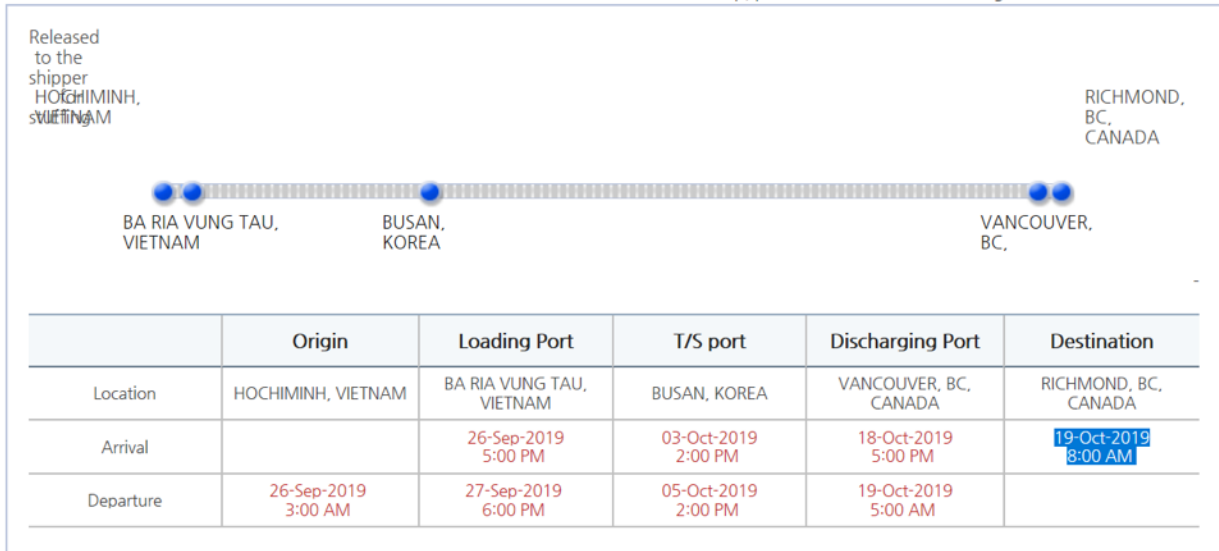 Released
to the
shipper
for
stuffing
HOCHIMINH,
VIETNAM
RICHMOND,
BC,
CANADA
BA RIA VUNG TAU,
VIETNAM
BUSAN,
KOREA
VANCOUVER,
BC,
Origin Loading Port T/S port Discharging Port Destination
Location HOCHIMINH, VIETNAM BA RIA VUNG TAU, VIETNAM BUSAN, KOREA VANCOUVER, BC, CANADA RICHMOND, BC, CANADA
Arrival 26-Sep-2019 5:00 PM 03-Oct-2019 2:00 PM 18-Oct-2019 5:00 PM 19-Oct-2019 8:00 AM
Departure 26-Sep-2019 3:00 AM 27-Sep-2019 6:00 PM 05-Oct-2019 2:00 PM 19-Oct-2019 5:00 AM